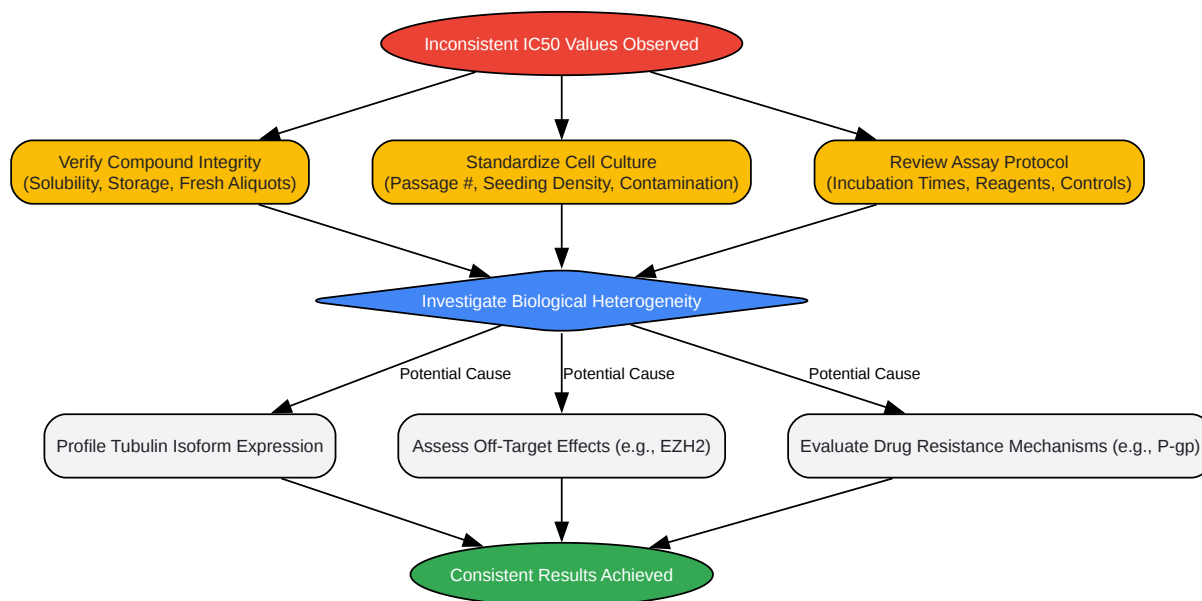 Inconsistent IC50 Values Observed
Verify Compound Integrity
(Solubility, Storage, Fresh Aliquots)
Standardize Cell Culture
(Passage #, Seeding Density, Contamination)
Review Assay Protocol
(Incubation Times, Reagents, Controls)
Investigate Biological Heterogeneity
Potential Cause
Potential Cause
Potential Cause
Profile Tubulin Isoform Expression
Assess Off-Target Effects (e.g., EZH2)
Evaluate Drug Resistance Mechanisms (e.g., P-gp)
Consistent Results Achieved